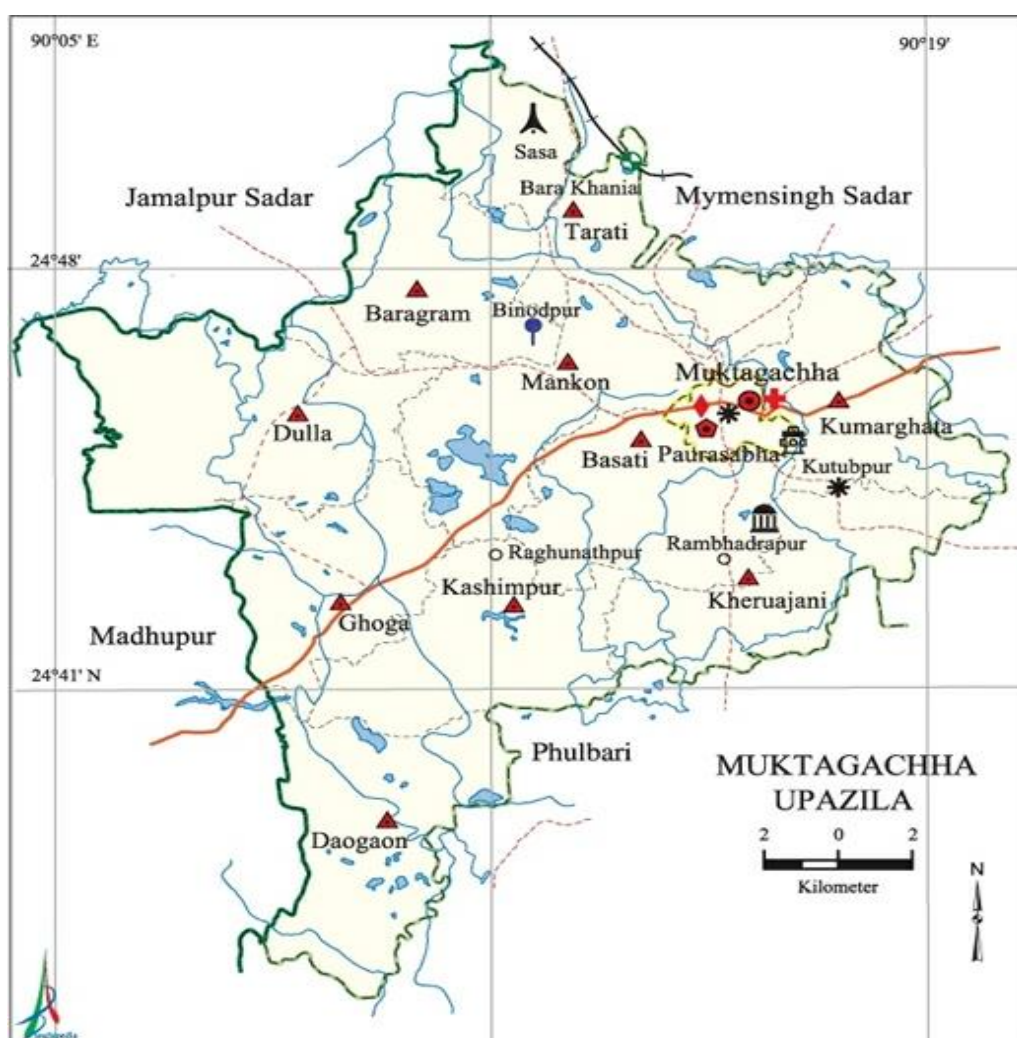 90°05' E
90°19'
Sasa
Bara Khania
Jamalpur Sadar
Mymensingh Sadar
Tarati
24°48'
Baragram
Binodpur
Mankon
Muktagachha
Dulla
Kumarghata
Basati
Paurasabha
Kutubpur
Raghunathpur
Rambhadrapur
Kashimpur
Kheruajani
Ghoga
Madhupur
24°41' N
Phulbari
MUKTAGACHHA
UPAZILA
2 0 2
Kilometer
Daogaon
N